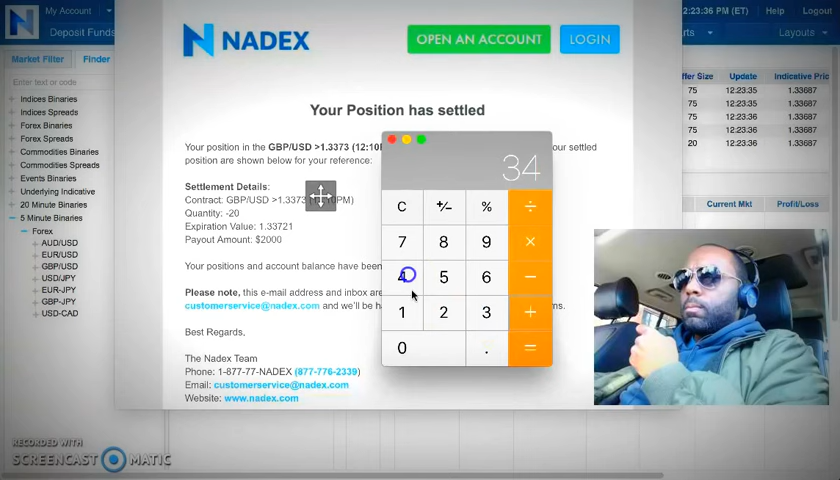 My Account
2:23:36 PM (ET) Help Logout
Deposit Funds
Layouts
NADEX
OPEN AN ACCOUNT
LOGIN
Market Filter Finder
Enter text or code
Indices Binaries
Indices Spreads
Forex Binaries
Forex Spreads
Commodities Binaries
Commodities Spreads
Events Binaries
Underlying Indicative
20 Minute Binaries
5 Minute Binaries
Forex
AUD/USD
EUR/USD
GBP/USD
USD/JPY
EUR-JPY
GBP-JPY
USD-CAD
Your Position has settled
Your position in the GBP/USD >1.3373 (12:10
our settled
position are shown below for your reference:
Settlement Details:
Contract: GBP/USD >1.3373
10PM)
Quantity: -20
Expiration Value: 1.33721
Payout Amount: $2000
Your positions and account balance have been
Please note, this e-mail address and inbox are
customerservice@nadex.com and we'll be
Best Regards,
The Nadex Team
Phone: 1-877-77-NADEX (877-776-2339)
Email: customerservice@nadex.com
Website: www.nadex.com
34
C +/− % ÷
7 8 9 ×
4 5 6 −
1 2 3 +
0 . =
ffer Size Update Indicative Pric
75 12:23:35 1.33687
75 12:23:35 1.33687
75 12:23:35 1.33687
20 12:23:36 1.33687
Current Mkt Profit/Loss
RECORDED WITH
SCREENCAST MATIC